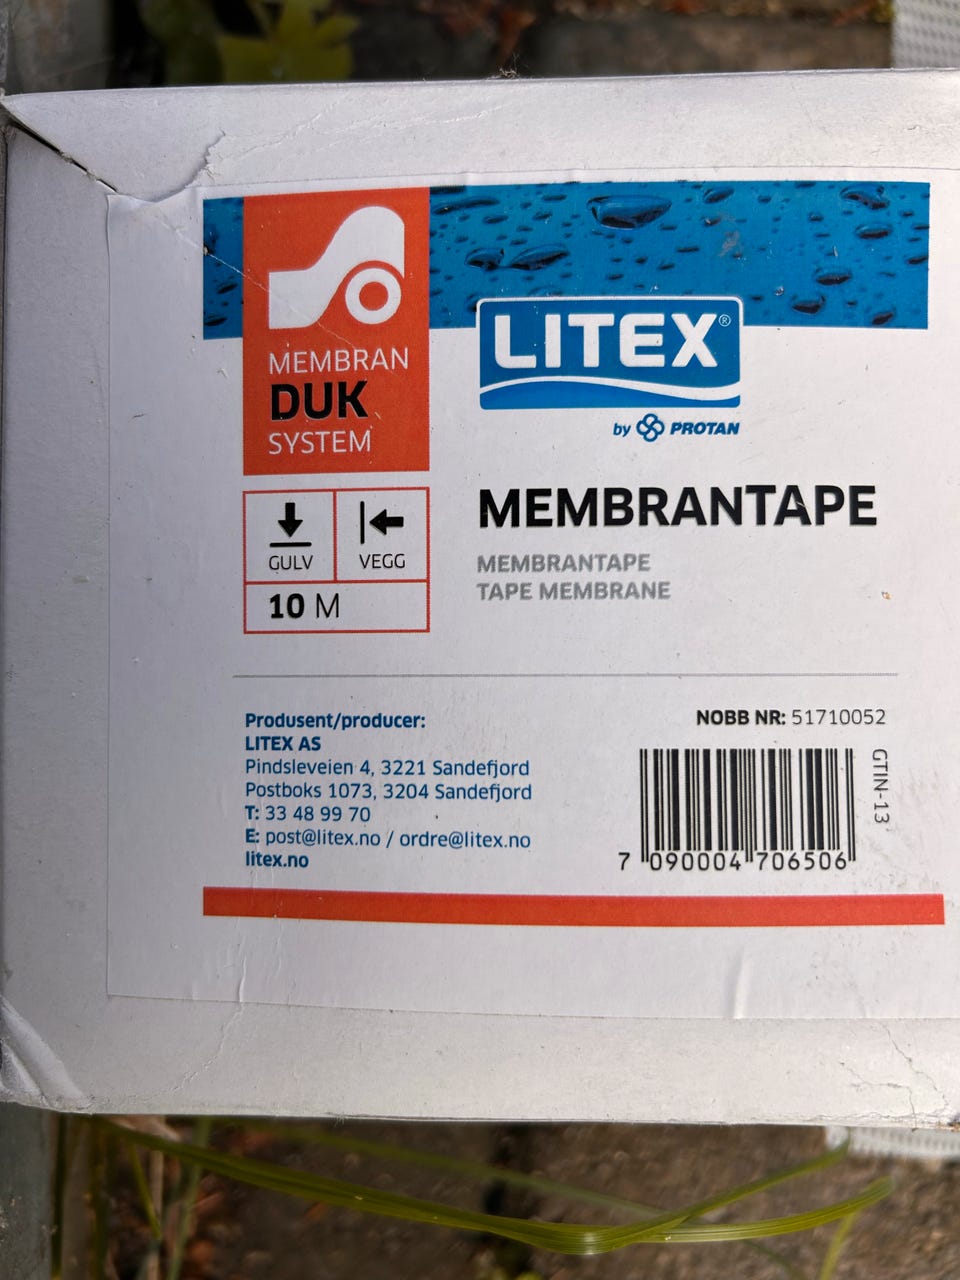 MEMBRAN
DUK
SYSTEM
LITEX®
by PROTAN
MEMBRANTAPE
MEMBRANTAPE
TAPE MEMBRANE
GULV
VEGG
10 M
Produsent/producer:
LITEX AS
Pindsleveien 4, 3221 Sandefjord
Postboks 1073, 3204 Sandefjord
T: 33 48 99 70
E: post@litex.no / ordre@litex.no
litex.no
NOBB NR: 51710052
GTIN-13
7 090004 706506